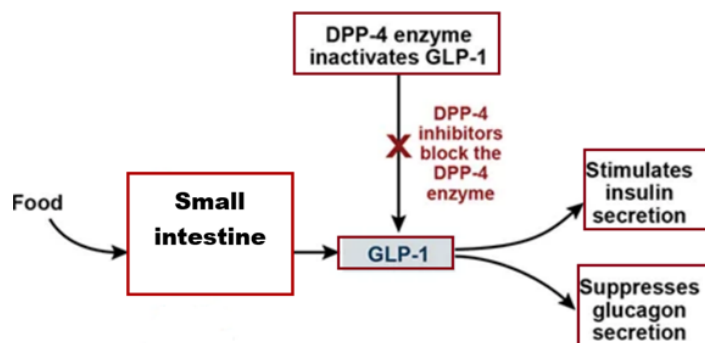 DPP-4 enzyme
inactivates GLP-1
DPP-4
inhibitors
block the
DPP-4
enzyme
Food
Small
intestine
GLP-1
Stimulates
insulin
secretion
Suppresses
glucagon
secretion